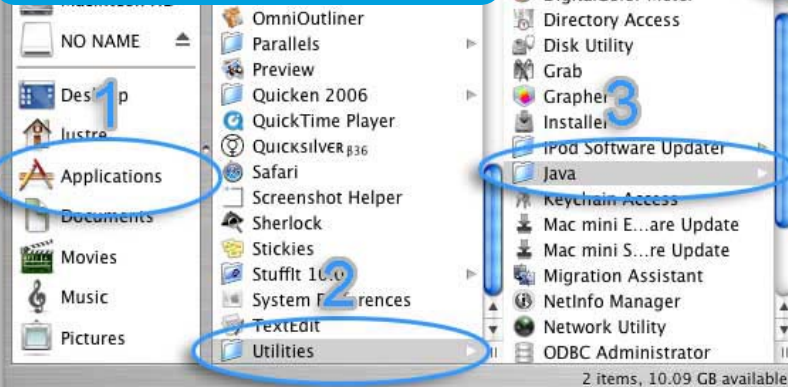 NO NAME
Desktop
lustre
Applications
Documents
Movies
Music
Pictures
1
OmniOutliner
Parallels
Preview
Quicken 2006
QuickTime Player
Quicksilver β36
Safari
Screenshot Helper
Sherlock
Stickies
StuffIt
System Preferences
TextEdit
Utilities
2
Directory Access
Disk Utility
Grab
Grapher
Installer
iPod Software Updater
Java
Keychain Access
Mac mini E...are Update
Mac mini S...re Update
Migration Assistant
NetInfo Manager
Network Utility
ODBC Administrator
3
2 items, 10.09 GB available